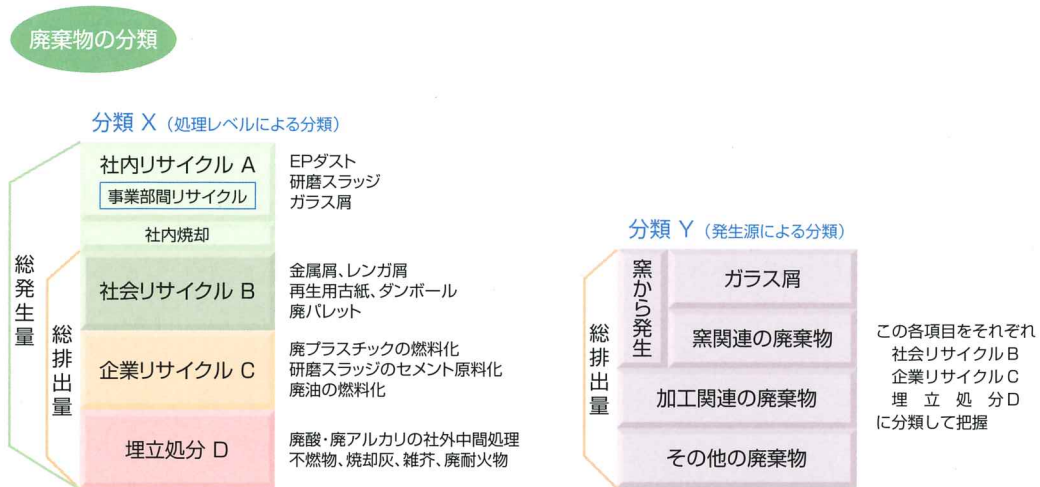 廃棄物の分類
分類 X (処理レベルによる分類)
総発生量
総排出量
社内リサイクル A
事業部間リサイクル
EPダスト
研磨スラッジ
ガラス屑
社内焼却
社会リサイクル B
金属屑、レンガ屑
再生用古紙、ダンボール
廃パレット
企業リサイクル C
廃プラスチックの燃料化
研磨スラッジのセメント原料化
廃油の燃料化
埋立処分 D
廃酸・廃アルカリの社外中間処理
不燃物、焼却灰、雑芥、廃耐火物
分類 Y (発生源による分類)
総排出量
窯から発生
ガラス屑
窯関連の廃棄物
加工関連の廃棄物
その他の廃棄物
この各項目をそれぞれ
社会リサイクルB
企業リサイクルC
埋 立 処 分D
に分類して把握